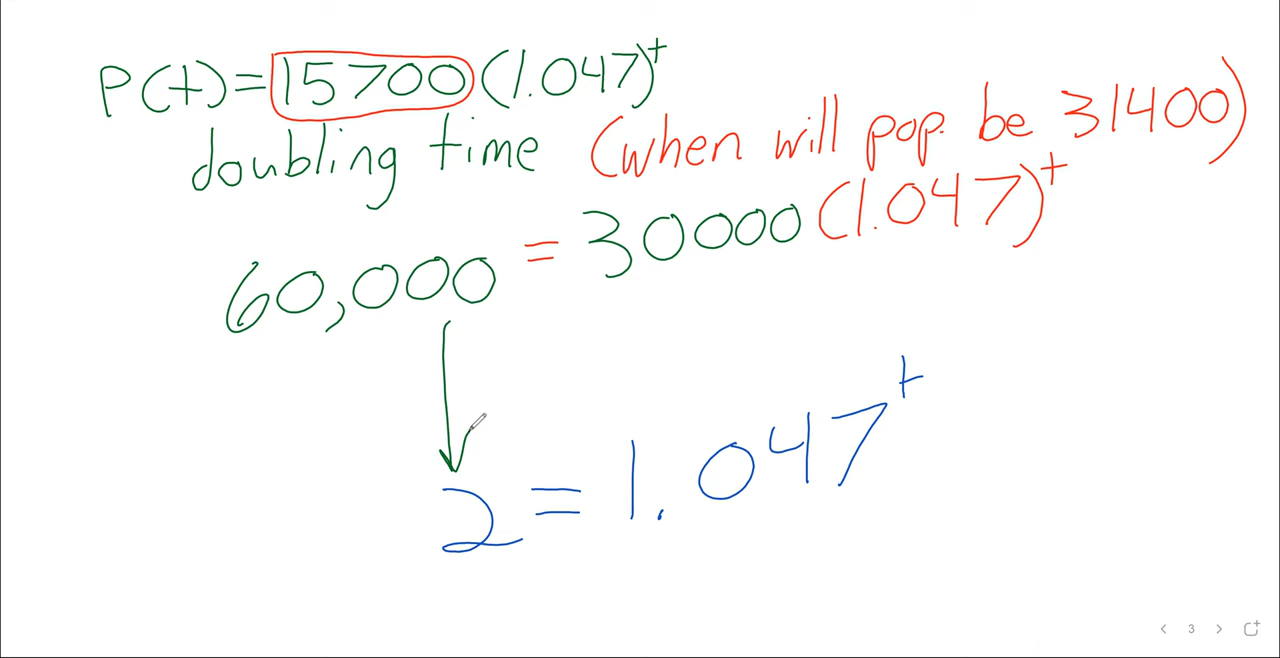 P(t)=15700(1.047)^t
doubling time (when will pop. be 31400)
60,000 = 30000(1.047)^t
2 = 1.047^t
3